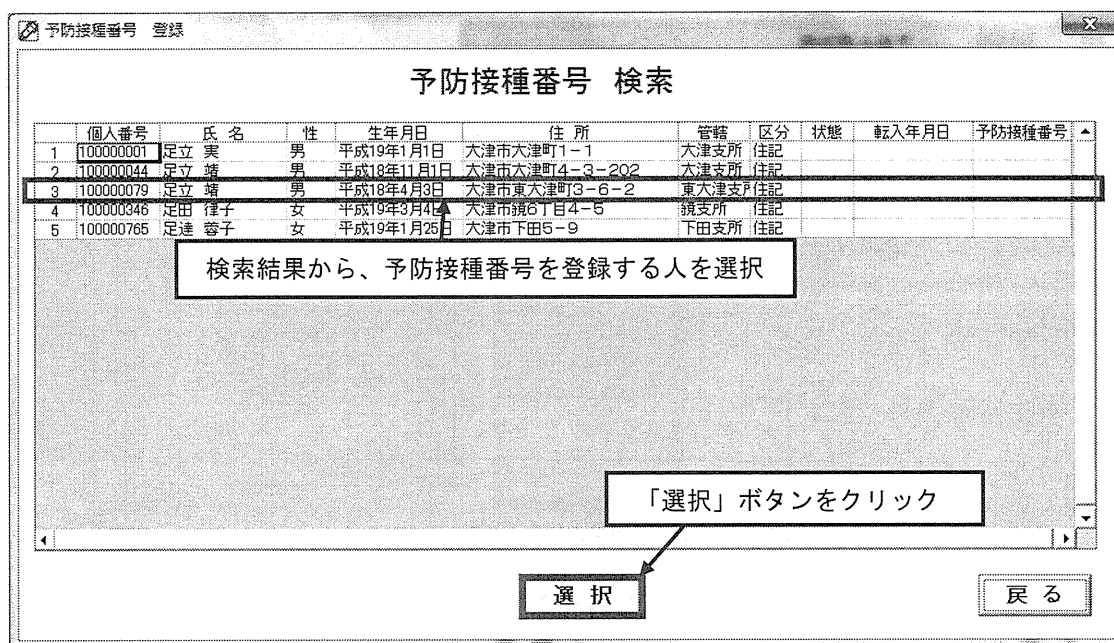 予防接種番号 登録
予防接種番号 検索
個人番号 氏 名 性 生年月日 住 所 管轄 区分 状態 転入年月日 予防接種番号
1 100000001 足立 実 男 平成19年1月1日 大津市大津町1-1 大津支所 住記
2 100000044 足立 靖 男 平成18年11月1日 大津市大津町4-3-202 大津支所 住記
3 100000079 足立 靖 男 平成18年4月3日 大津市東大津町3-6-2 東大津支戸 住記
4 100000346 足田 律子 女 平成19年3月4日 大津市鏡6丁目4-5 鏡支所 住記
5 100000765 足達 蓉子 女 平成19年1月25日 大津市下田5-9 下田支所 住記
検索結果から、予防接種番号を登録する人を選択
「選択」ボタンをクリック
選 択
戻 る